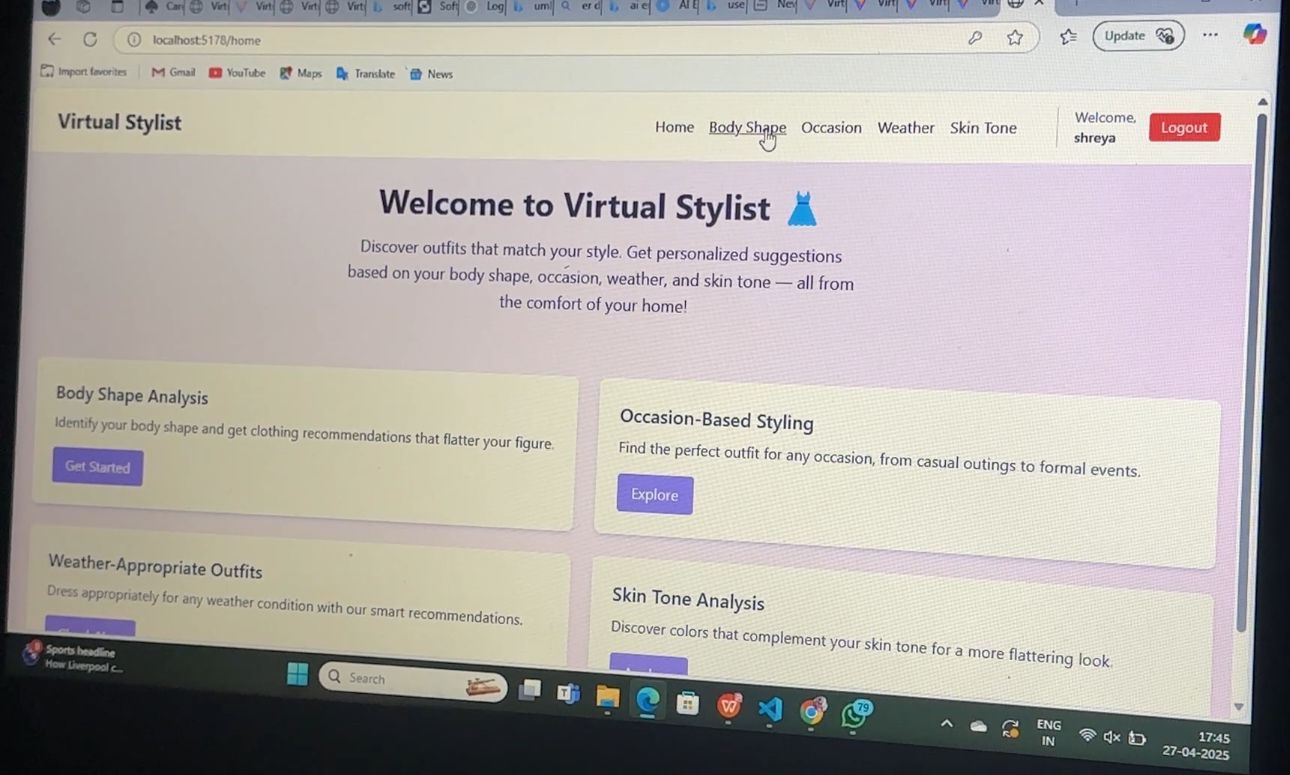 Virt
Virt
Virt
Virt
soft
Soft
Log
uml
er d
ai e
AI E
use
Virt
Virt
Virt
Virt
localhost:5178/home
Update
Import favorites
Gmail
YouTube
Maps
Translate
News
Virtual Stylist
Home Body Shape Occasion Weather Skin Tone
Welcome,
shreya
Logout
Welcome to Virtual Stylist
Discover outfits that match your style. Get personalized suggestions
based on your body shape, occasion, weather, and skin tone — all from
the comfort of your home!
Body Shape Analysis
Identify your body shape and get clothing recommendations that flatter your figure.
Get Started
Occasion-Based Styling
Find the perfect outfit for any occasion, from casual outings to formal events.
Explore
Weather-Appropriate Outfits
Dress appropriately for any weather condition with our smart recommendations.
Skin Tone Analysis
Discover colors that complement your skin tone for a more flattering look.
Sports headline
How Liverpool c...
Search
79
ENG
IN
17:45
27-04-2025